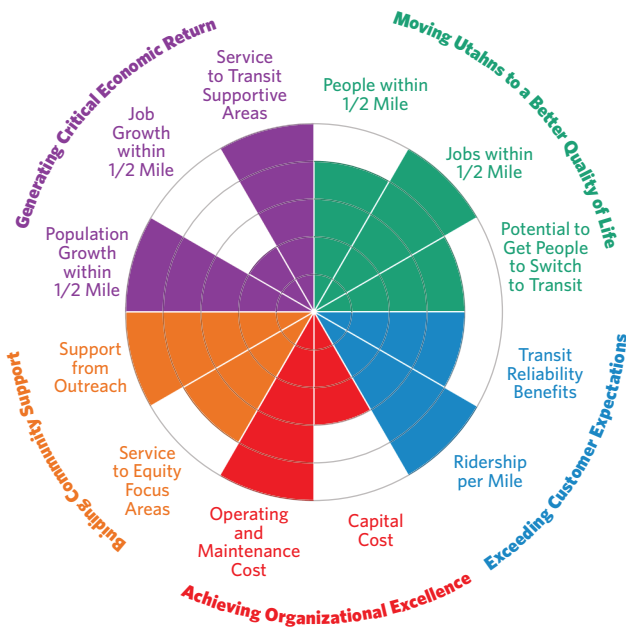 Generating Critical Economic Return
Moving Utahns to a Better Quality of Life
Service
to Transit
Supportive
Areas
People within
1/2 Mile
Job
Growth
within
1/2 Mile
Jobs within
1/2 Mile
Population
Growth
within
1/2 Mile
Potential to
Get People
to Switch
to Transit
Support
from
Outreach
Transit
Reliability
Benefits
Service
to Equity
Focus
Areas
Ridership
per Mile
Operating
and
Maintenance
Cost
Capital
Cost
Buiding Community Support
Exceeding Customer Expectations
Achieving Organizational Excellence